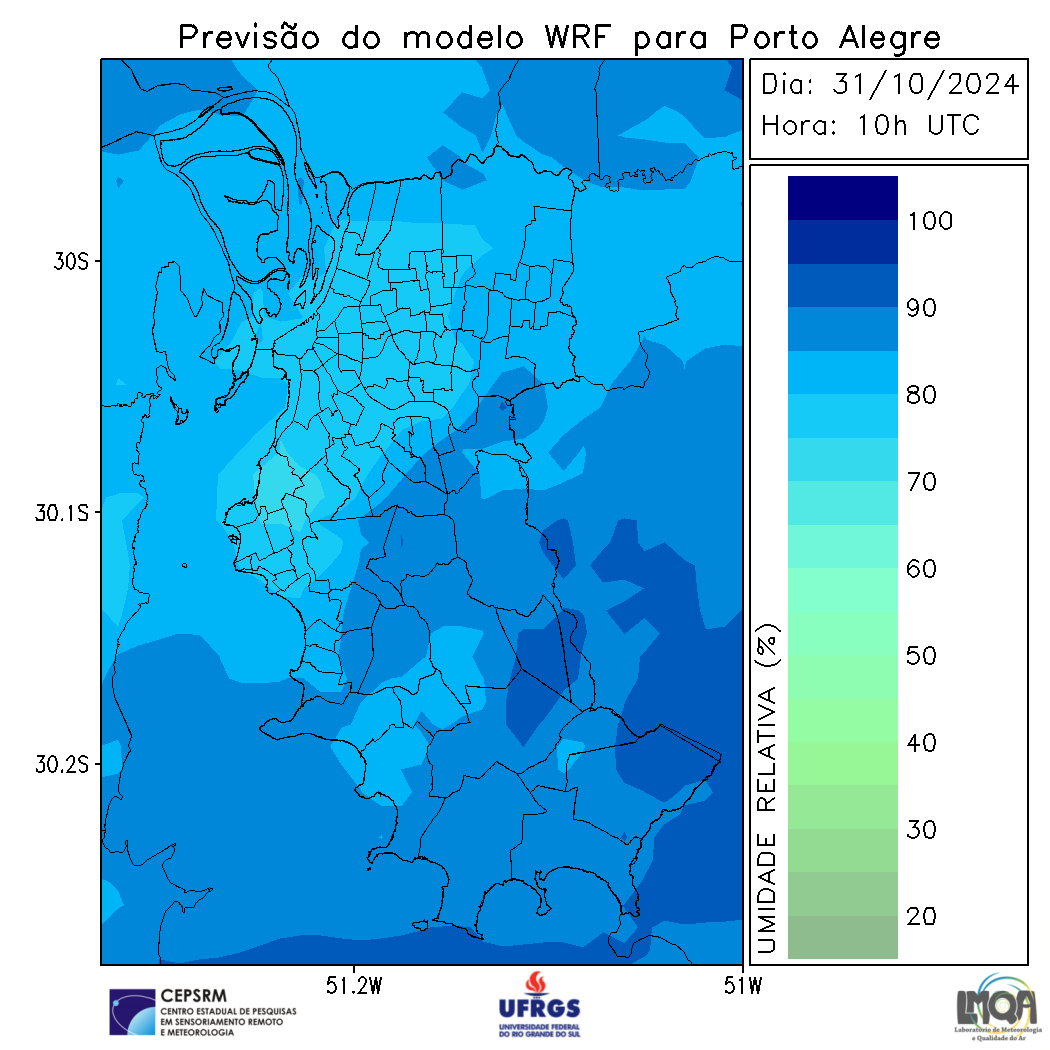 Previsão do modelo WRF para Porto Alegre
Dia: 31/10/2024
Hora: 10h UTC
30S
30.1S
30.2S
51.2W
51W
100
90
80
70
60
50
40
30
20
UMIDADE RELATIVA (%)
CEPSRM
CENTRO ESTADUAL DE PESQUISAS
EM SENSORIAMENTO REMOTO
E METEOROLOGIA
UFRGS
UNIVERSIDADE FEDERAL
DO RIO GRANDE DO SUL
LMQA
Laboratório de Meteorologia
e Qualidade do Ar